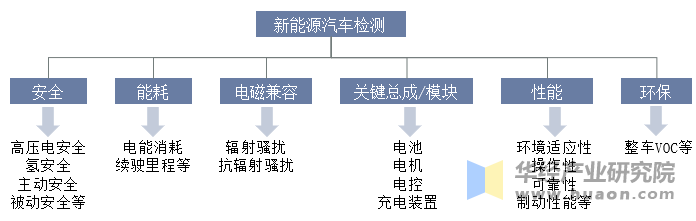 新能源汽车检测
安全
能耗
电磁兼容
关键总成/模块
性能
环保
高压电安全
氢安全
主动安全
被动安全等
电能消耗
续驶里程等
辐射骚扰
抗辐射骚扰
电池
电机
电控
充电装置
环境适应性
操作性
可靠性
制动性能等
整车VOC等
华经产业研究院
www.huaon.com